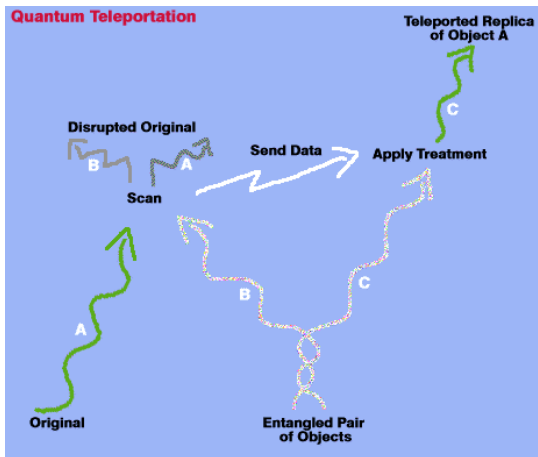 Quantum Teleportation
Teleported Replica
of Object A
C
Disrupted Original
B
A
Send Data
Apply Treatment
Scan
A
B
C
Original
Entangled Pair
of Objects